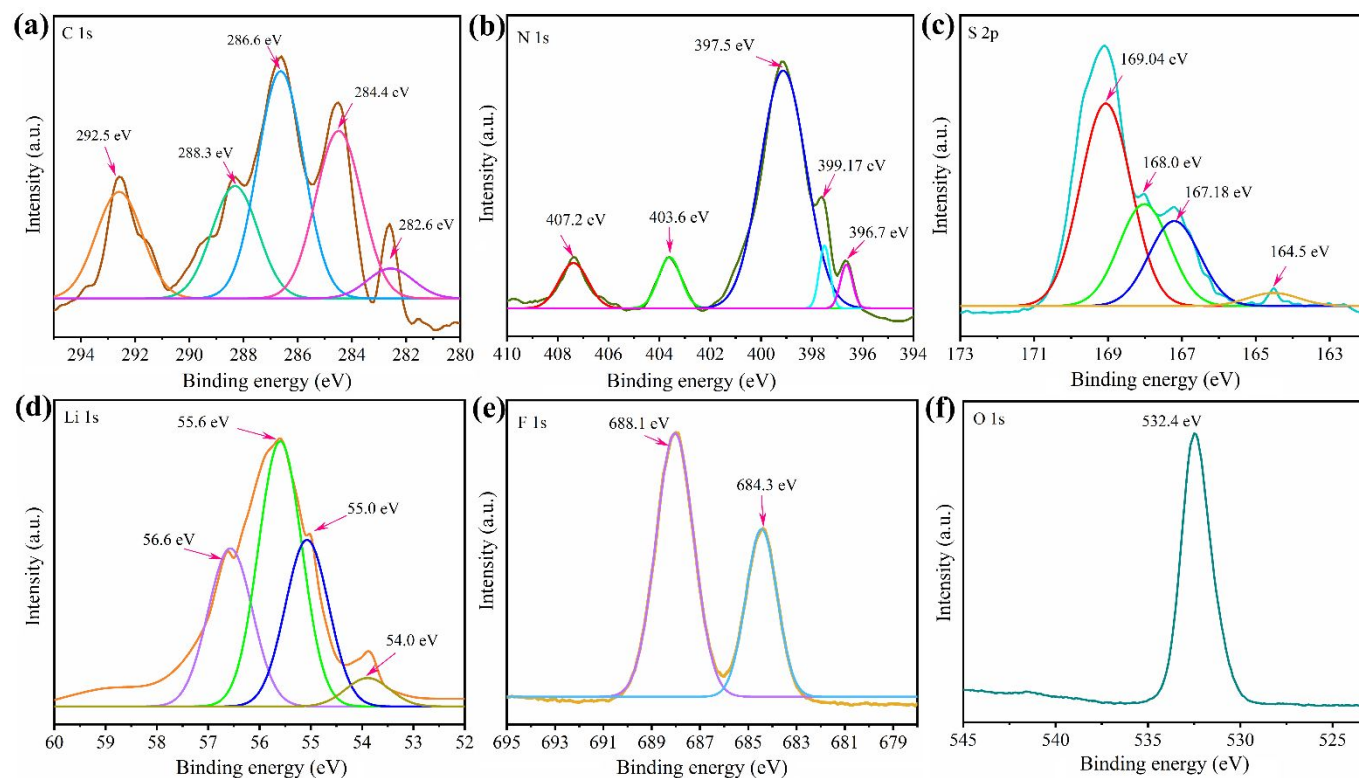 (a)
C 1s
286.6 eV
284.4 cV
292.5 eV
288.3 eV
282.6 eV
Intensity (a.u.)
294 292 290 288 286 284 282 280
Binding energy (eV)
(b)
N 1s
397.5 eV
399.17 cV
407.2 cV
403.6 eV
396.7 eV
Intensity (a.u.)
410 408 406 404 402 400 398 396 394
Binding energy (eV)
(c)
S 2p
169.04 eV
168.0 eV
167.18 eV
164.5 eV
Intensity (a.u.)
173 171 169 167 165 163
Binding energy (eV)
(d)
Li 1s
55.6 eV
55.0 eV
56.6 eV
54.0 eV
Intensity (a.u.)
60 59 58 57 56 55 54 53 52
Binding energy (eV)
(e)
F 1s
688.1 cV
684.3 eV
Intensity (a.u.)
695 693 691 689 687 685 683 681 679
Binding energy (eV)
(f)
O 1s
532.4 eV
Intensity (a.u.)
545 540 535 530 525
Binding energy (eV)